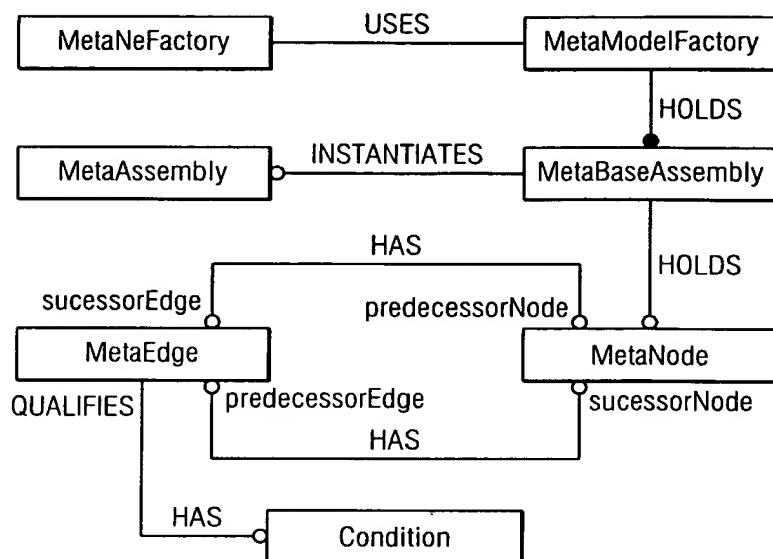 MetaNeFactory
USES
MetaModelFactory
HOLDS
MetaAssembly
INSTANTIATES
MetaBaseAssembly
HAS
HOLDS
sucessorEdge
predecessorNode
MetaEdge
MetaNode
QUALIFIES
predecessorEdge
sucessorNode
HAS
HAS
Condition